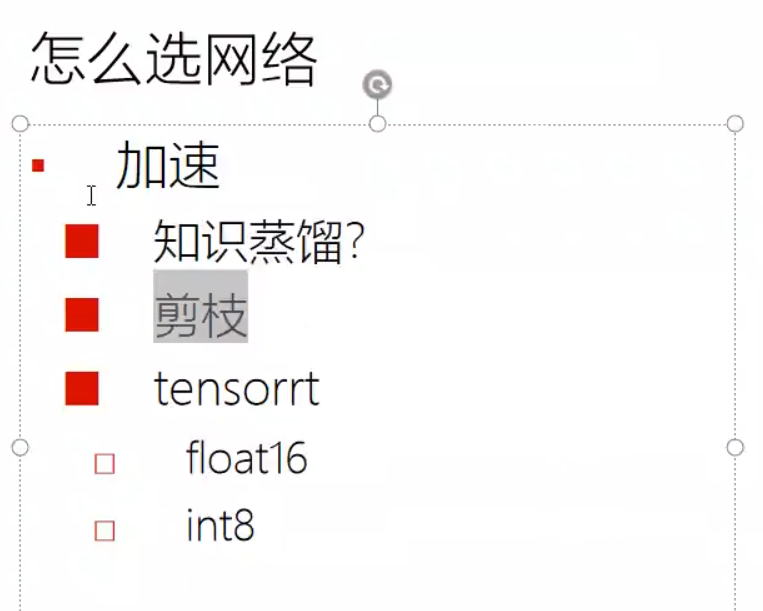 怎么选网络
加速
知识蒸馏?
剪枝
tensorrt
float16
int8